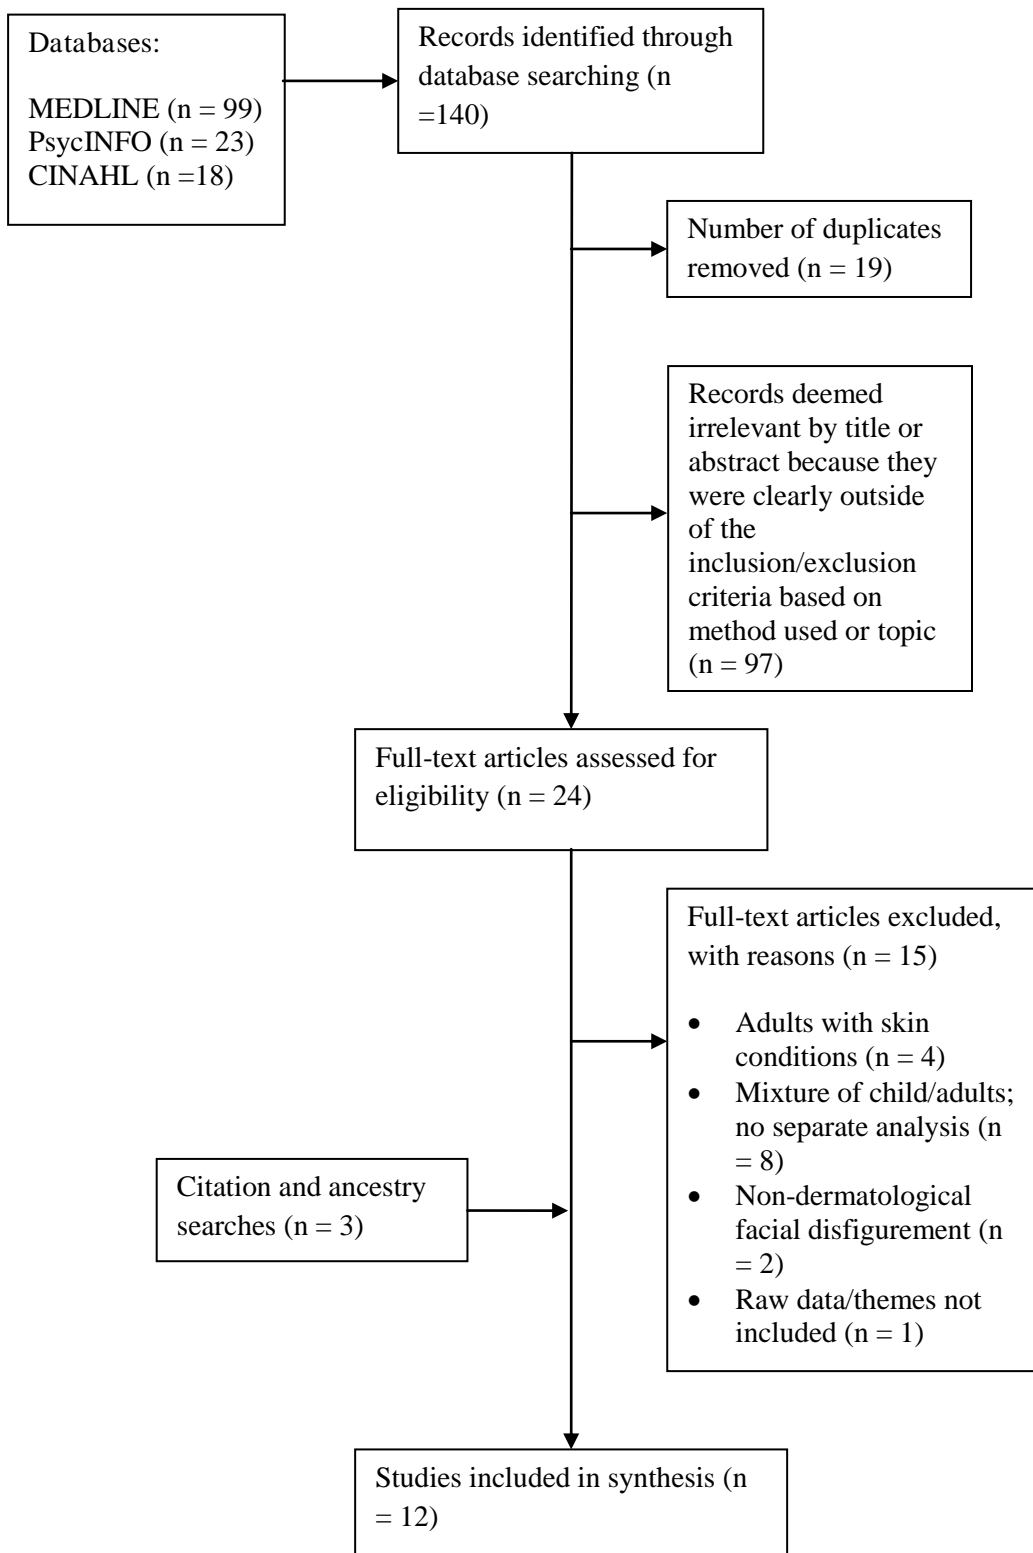 Databases:
MEDLINE (n = 99)
PsycINFO (n = 23)
CINAHL (n =18)
Records identified through
database searching (n
=140)
Number of duplicates
removed (n = 19)
Records deemed
irrelevant by title or
abstract because they
were clearly outside
of the
inclusion/exclusion
criteria based on
method used or topic
(n = 97)
Full-text articles assessed for
eligibility (n = 24)
Full-text articles excluded,
with reasons (n = 15)
• Adults with skin
conditions (n = 4)
• Mixture of child/adults;
no separate analysis (n
= 8)
• Non-dermatological
facial disfigurement (n
= 2)
• Raw data/themes not
included (n = 1)
Citation and ancestry
searches (n = 3)
Studies included in synthesis (n
= 12)